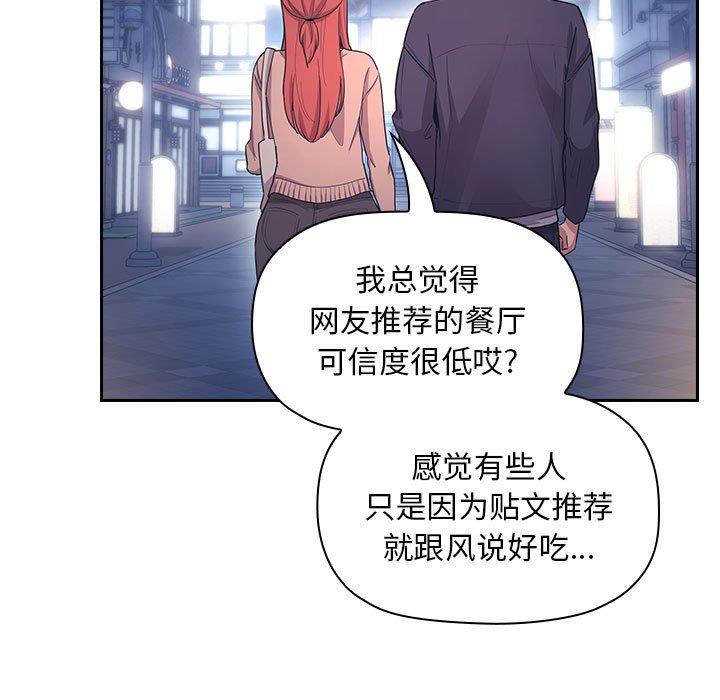 我总觉得
网友推荐的餐厅
可信度很低哎?
感觉有些人
只是因为贴文推荐
就跟风说好吃...